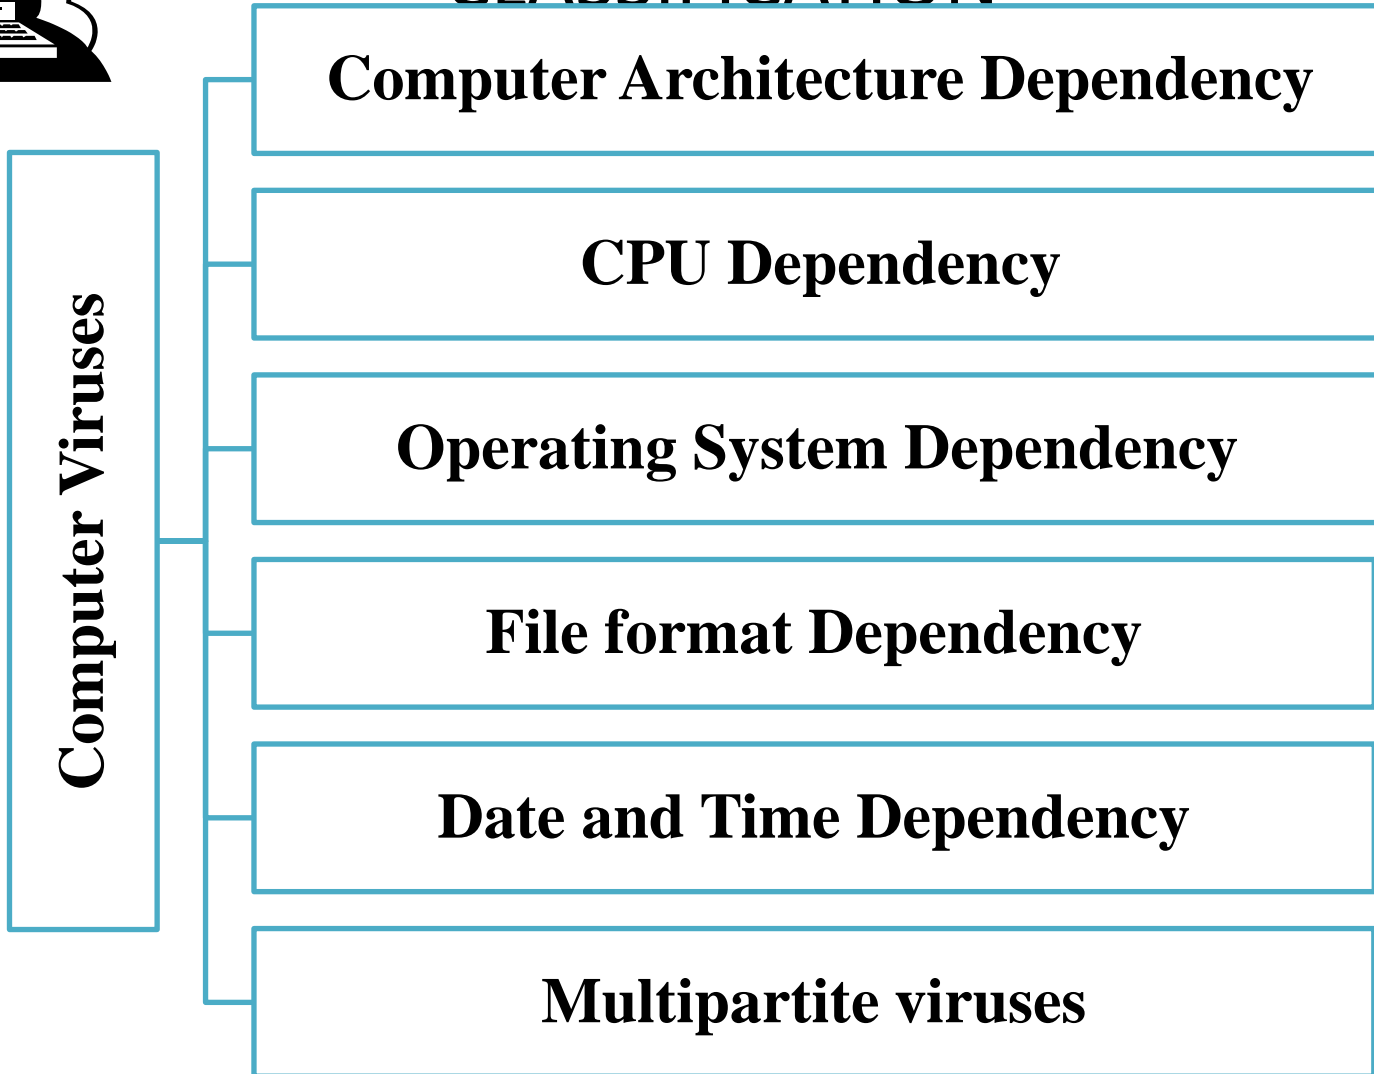 CLASSIFICATION
Computer Architecture Dependency
CPU Dependency
Operating System Dependency
File format Dependency
Date and Time Dependency
Multipartite viruses
Computer Viruses